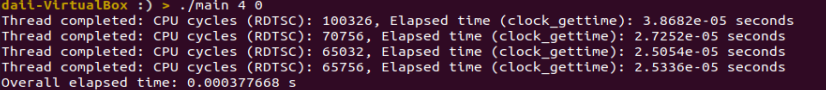 daii-VirtualBox :) > ./main 4 0
Thread completed: CPU cycles (RDTSC): 100326, Elapsed time (clock_gettime): 3.8682e-05 seconds
Thread completed: CPU cycles (RDTSC): 70756, Elapsed time (clock_gettime): 2.7252e-05 seconds
Thread completed: CPU cycles (RDTSC): 65032, Elapsed time (clock_gettime): 2.5054e-05 seconds
Thread completed: CPU cycles (RDTSC): 65756, Elapsed time (clock_gettime): 2.5336e-05 seconds
Overall elapsed time: 0.000377668 s